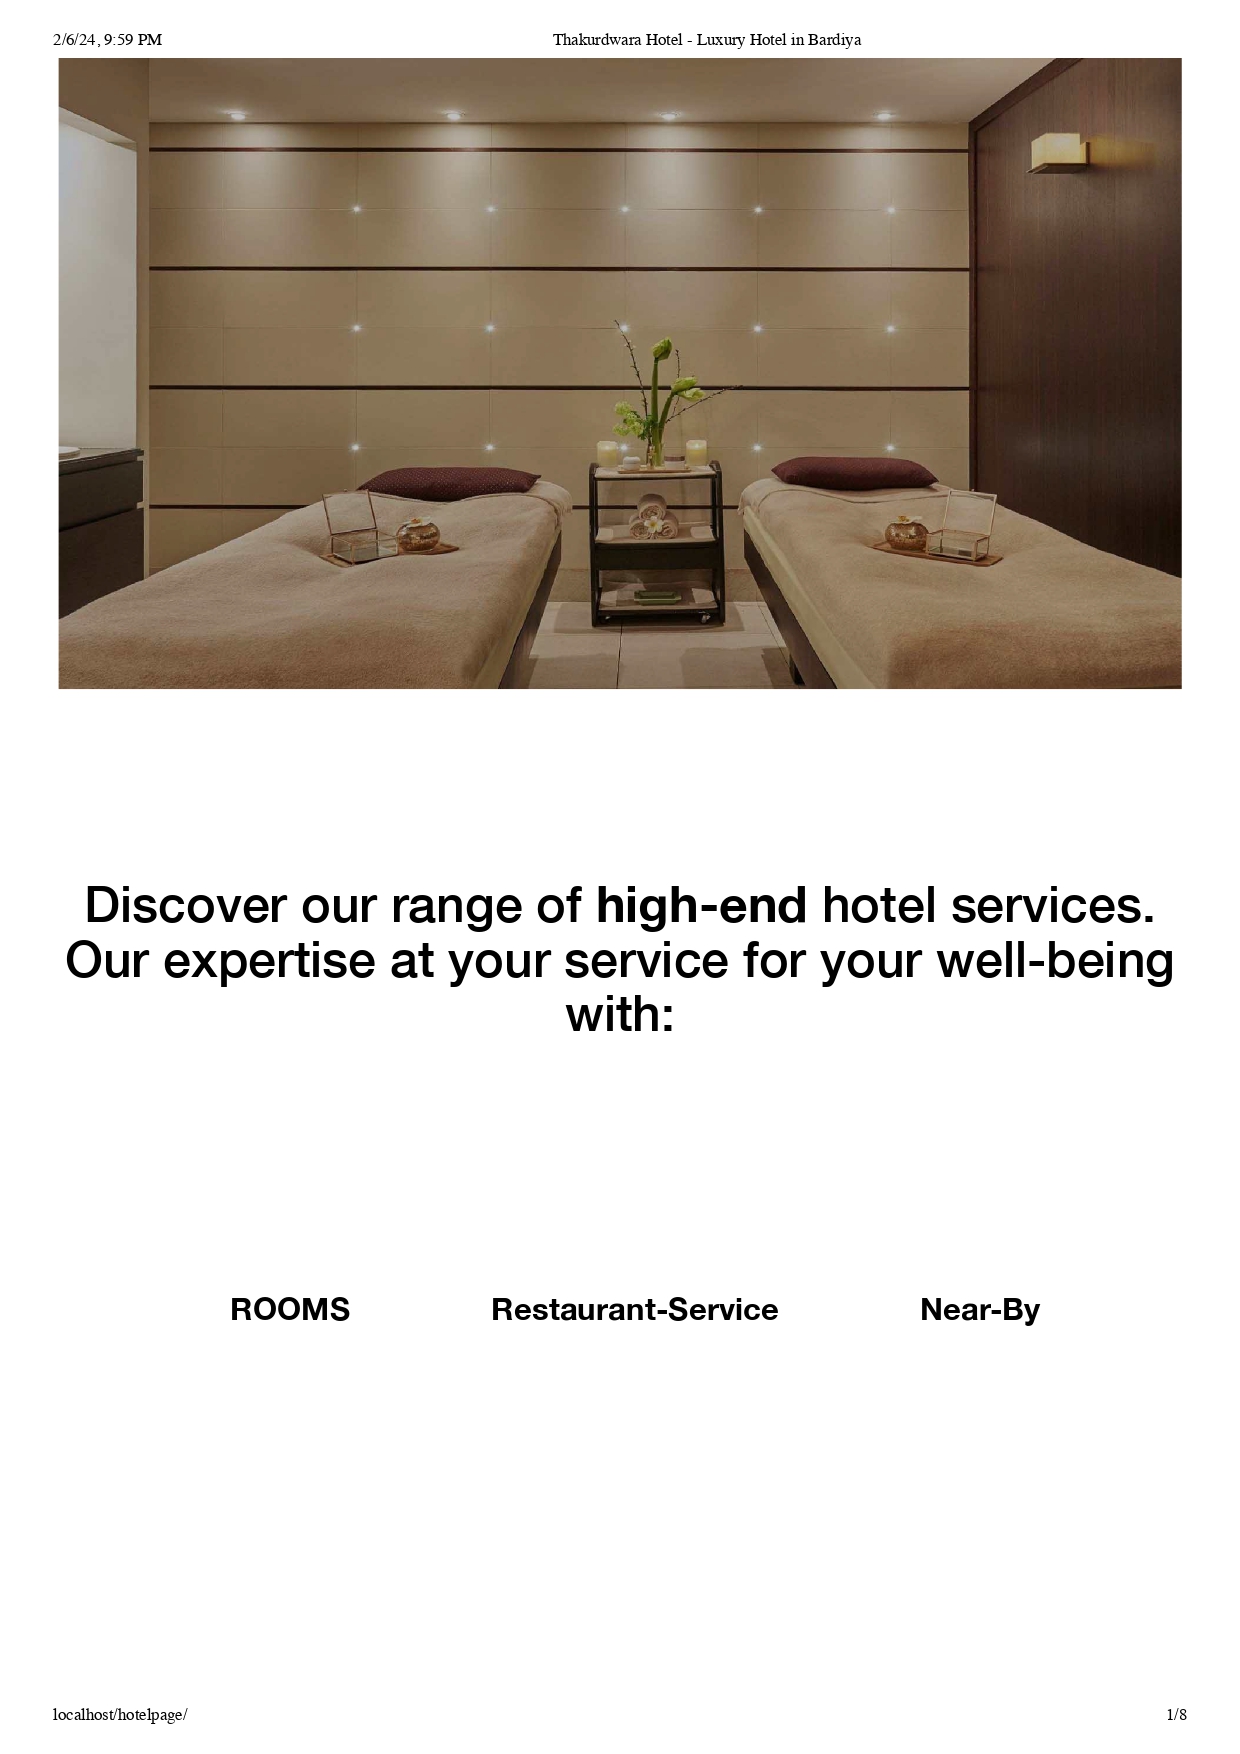 2/6/24, 9:59 PM Thakurdwara Hotel - Luxury Hotel in Bardiya
Discover our range of high-end hotel services.
Our expertise at your service for your well-being
with:
ROOMS Restaurant-Service Near-By
localhost/hotelpage/ 1/8